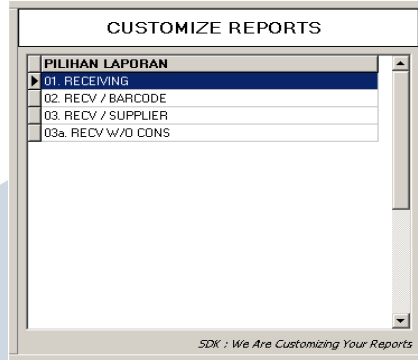 CUSTOMIZE REPORTS
PILIHAN LAPORAN
01. RECEIVING
02. RECV / BARCODE
03. RECV / SUPPLIER
03a. RECV W/O CONS
SDK : We Are Customizing Your Reports